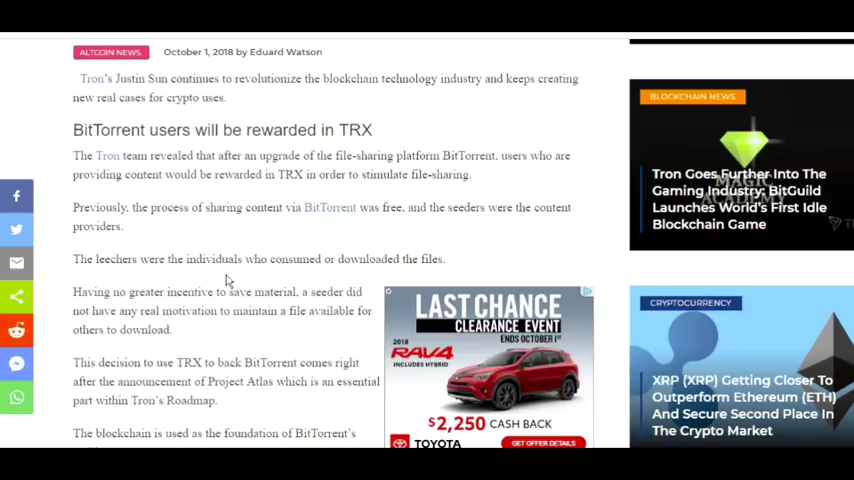 ALTCOIN NEWS
October 1, 2018 by Eduard Watson
Tron's Justin Sun continues to revolutionize the blockchain technology industry and keeps creating
new real cases for crypto uses.
BitTorrent users will be rewarded in TRX
The Tron team revealed that after an upgrade of the file-sharing platform BitTorrent, users who are
providing content would be rewarded in TRX in order to stimulate file-sharing.
Previously, the process of sharing content via BitTorrent was free, and the seeders were the content
providers.
The leechers were the individuals who consumed or downloaded the files.
Having no greater incentive to save material, a seeder did
not have any real motivation to maintain a file available for
others to download.
This decision to use TRX to back BitTorrent comes right
after the announcement of Project Atlas which is an essential
part within Tron's Roadmap.
The blockchain is used as the foundation of BitTorrent's
LAST CHANCE
CLEARANCE EVENT
ENDS OCTOBER 1ST
2018
RAV4
INCLUDES HYBRID
$2,250 CASH BACK
TOYOTA
GET OFFER DETAILS
BLOCKCHAIN NEWS
MAGIC
ACADEMY
Tron Goes Further Into The
Gaming Industry; BitGuild
Launches World's First Idle
Blockchain Game
CRYPTOCURRENCY
XRP (XRP) Getting Closer To
Outperform Ethereum (ETH)
And Secure Second Place In
The Crypto Market